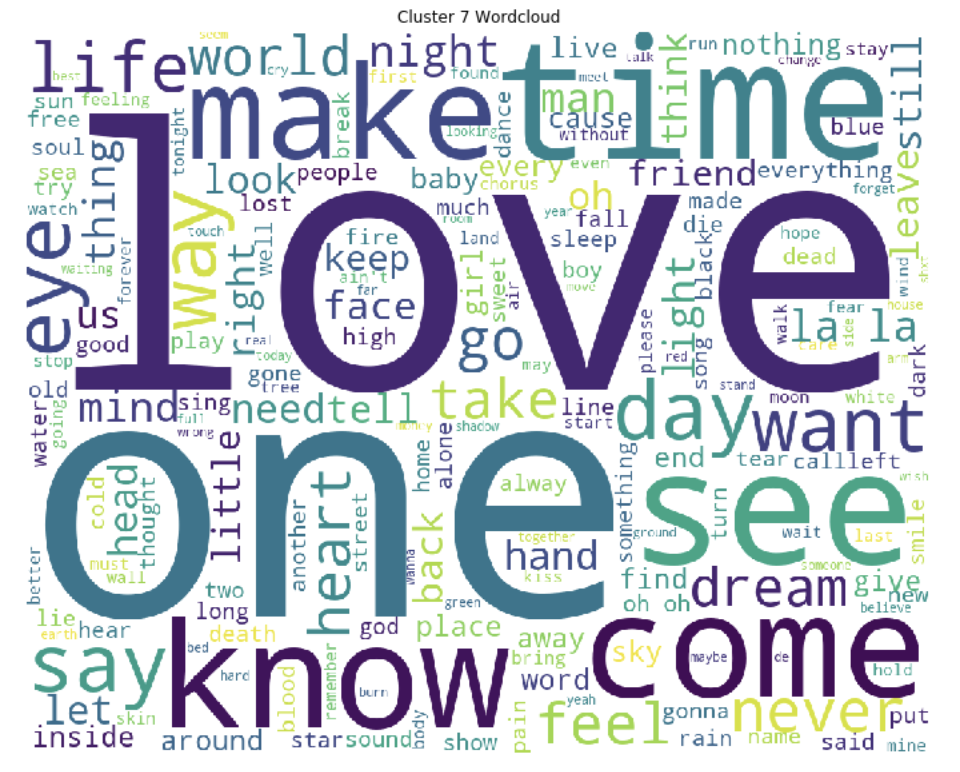 Cluster 7 Wordcloud
seem
life
world
night
live
talk
think
run
nothing
stay
still
best
cry
first
found
meet
change
sun
feeling
make
time
man
free
tonight
break
looking
dance
cause
without
blue
soul
thing
love
look
people
baby
every
even
friend
everything
sea
try
lost
chorus
oh
made
forget
leave
watch
way
touch
much
room
year
fall
die
eye
forever
well
fire
land
sleep
black
hope
waiting
right
keep
girl
sweet
boy
dead
wind
shot
ain't
far
air
move
light
us
face
go
please
song
walk
fear
house
good
play
real
high
la la
side
care
stop
today
may
red
arm
dark
old
gone
tree
take
stand
moon
white
water
going
mind
sing
need
tell
line
day
want
full
wrong
money
shadow
start
one
little
home
alone
end
tear
call
left
cold
head
thought
heart
alway
something
see
wish
another
street
turn
wait
last
smile
must
wall
wanna
back
together
ground
hand
better
kiss
find
someone
two
green
oh oh
dream
give
new
lie
long
believe
earth
hear
death
god
place
away
come
say
know
bed
bring
sky
maybe
de
hard
blood
remember
burn
word
hold
let
skin
body
pain
yeah
feel
gonna
never
put
inside
around
star
sound
show
rain
name
said
mine